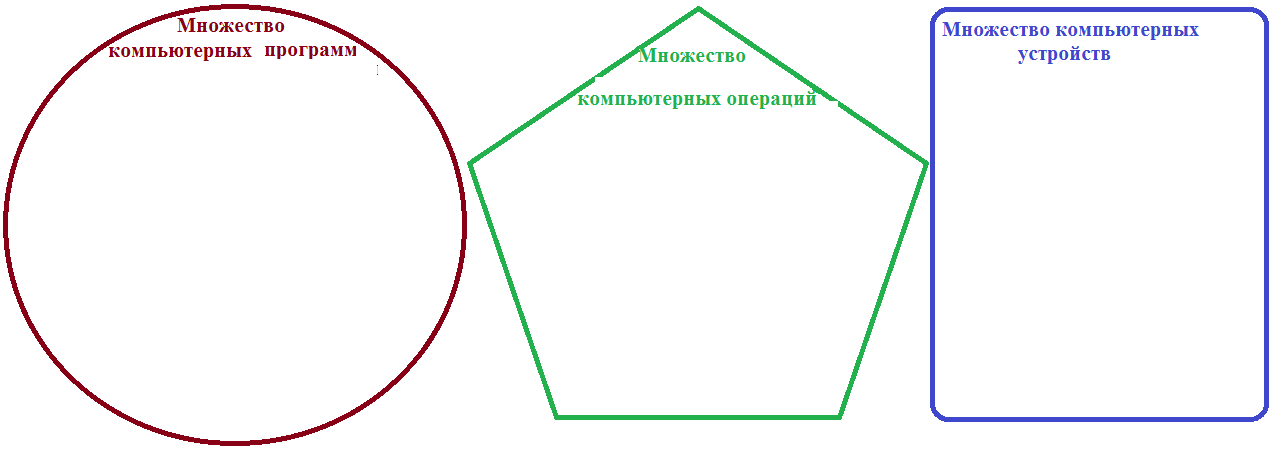 Множество
компьютерных программ
Множество
компьютерных операций
Множество компьютерных
устройств